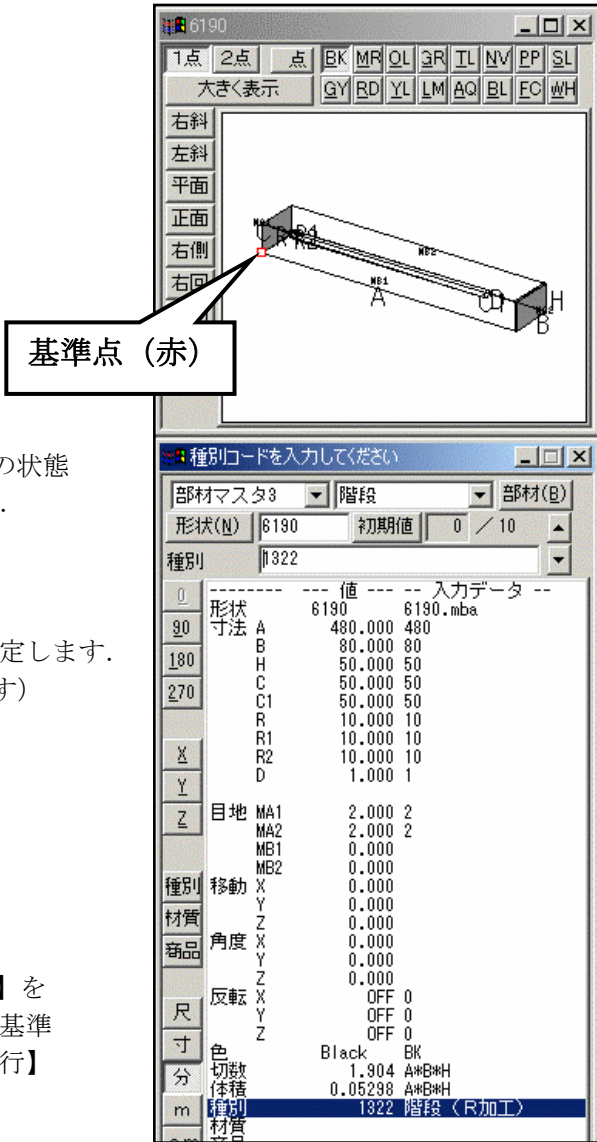 6190
1点 2点 点 BK MR OL GR TL NV PP SL
大きく表示 GY RD YL LM AQ BL FC WH
右斜
左斜
平面
正面
右側
右回
MB2
MB1
A
H
B
基準点（赤）
の状態
.
定します.
す）
】を
基準
行】
種別コードを入力してください
部材マスタ3 階段 部材(B)
形状(N) 6190 初期値 0 / 10
種別 1322
-------- --- 値 --- -- 入力データ --
形状 6190 6190.mba
寸法 A 480.000 480
B 80.000 80
H 50.000 50
C 50.000 50
C1 50.000 50
R 10.000 10
R1 10.000 10
R2 10.000 10
D 1.000 1
目地 MA1 2.000 2
MA2 2.000 2
MB1 0.000
MB2 0.000
移動 X 0.000
Y 0.000
Z 0.000
角度 X 0.000
Y 0.000
Z 0.000
反転 X OFF 0
Y OFF 0
Z OFF 0
色 Black BK
切数 1.904 A*B*H
体積 0.05298 A*B*H
種別 1322 階段（R加工）
材質
0
90
180
270
X
Y
Z
種別
材質
商品
尺
寸
分
m